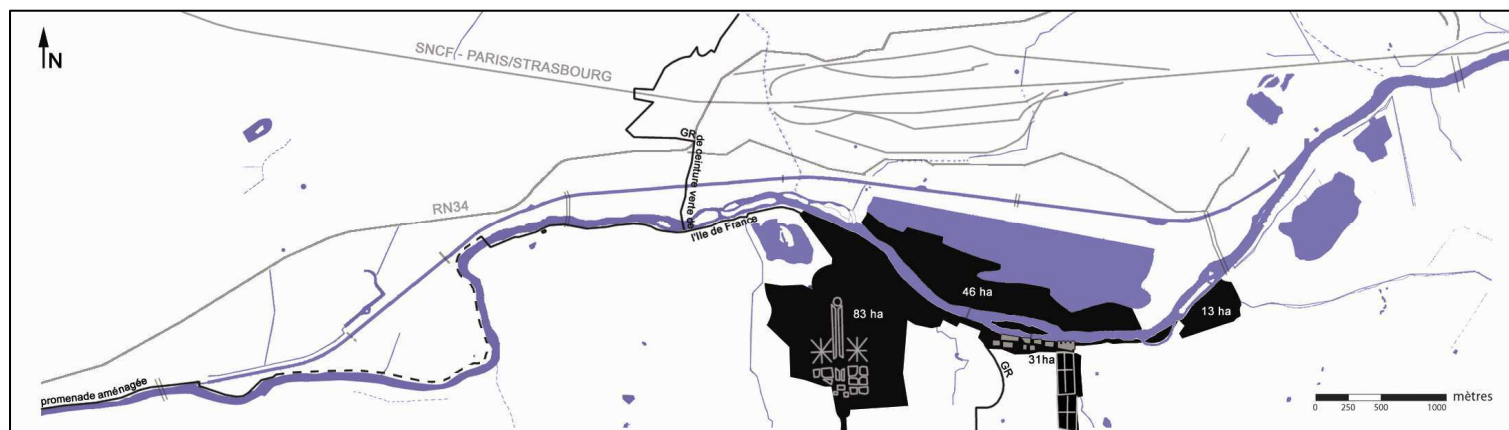 N
SNCF - PARIS/STRASBOURG
GR
de ceinture verte de
l'Ile de France
RN34
46 ha
83 ha
13 ha
31ha
GR
promenade aménagée
mètres
0 250 500 1000